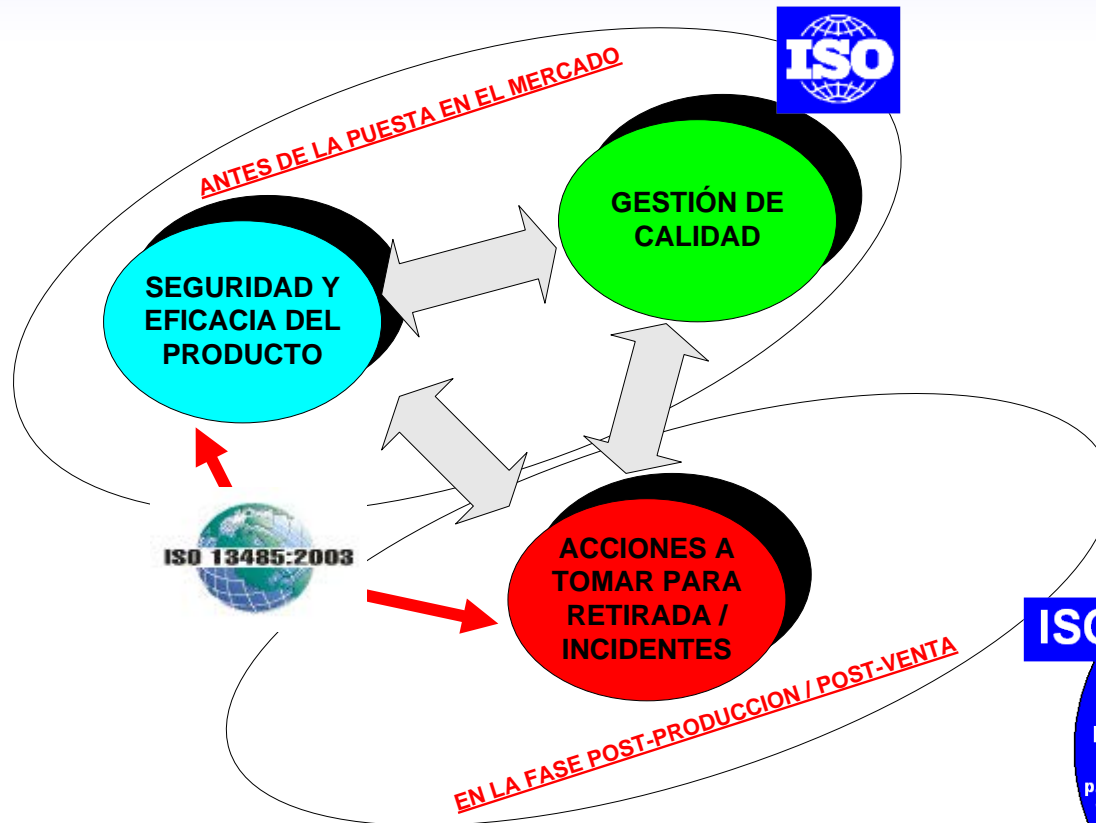 ISO
ANTES DE LA PUESTA EN EL MERCADO
GESTIÓN DE
CALIDAD
SEGURIDAD Y
EFICACIA DEL
PRODUCTO
ISO 13485:2003
ACCIONES A
TOMAR PARA
RETIRADA /
INCIDENTES
EN LA FASE POST-PRODUCCION / POST-VENTA